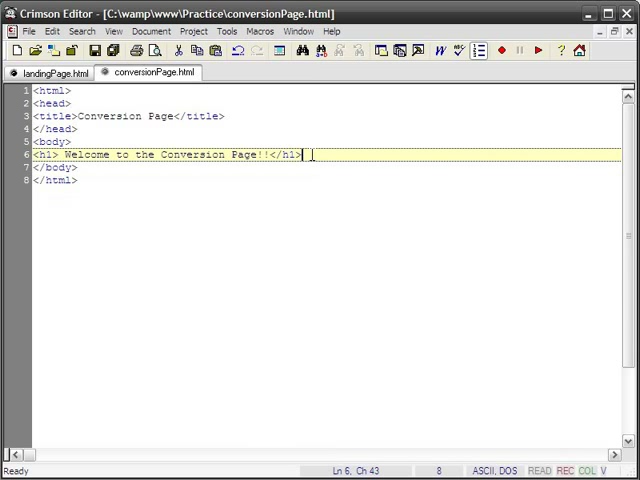 Crimson Editor - [C:\wamp\www\Practice\conversionPage.html]
File Edit Search View Document Project Tools Macros Window Help
landingPage.html conversionPage.html
1 <html>
2 <head>
3 <title>Conversion Page</title>
4 </head>
5 <body>
6 <h1> Welcome to the Conversion Page!!</h1>
7 </body>
8 </html>
Ready Ln 6, Ch 43 8 ASCII, DOS READ REC COL V